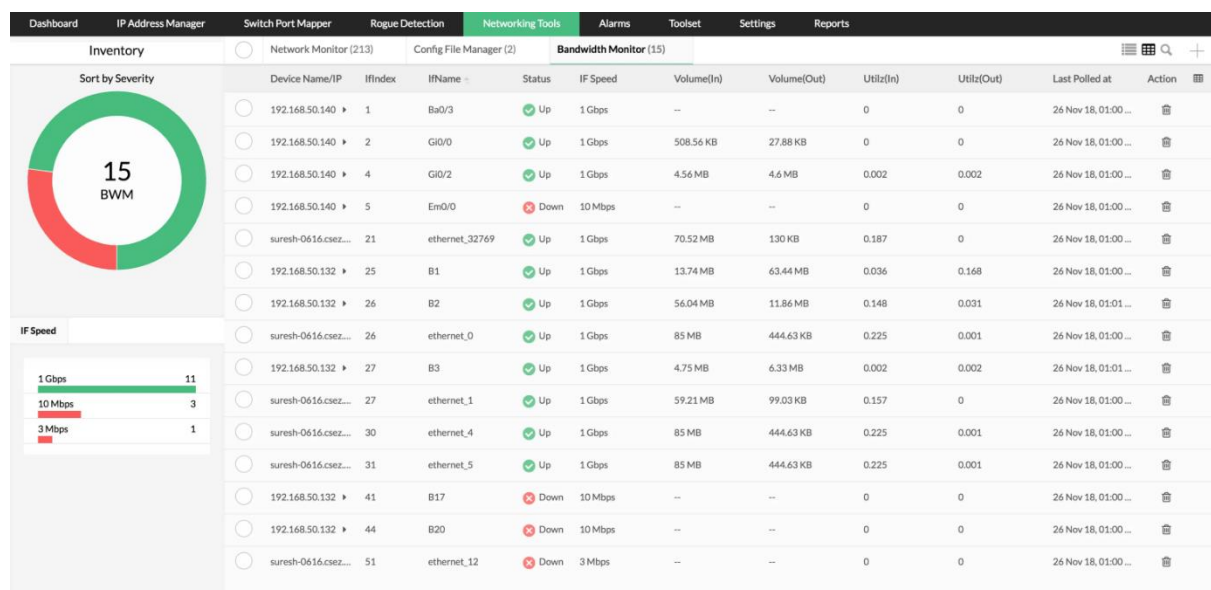 Dashboard IP Address Manager Switch Port Mapper Rogue Detection Networking Tools Alarms Toolset Settings Reports
Inventory Network Monitor (213) Config File Manager (2) Bandwidth Monitor (15)
Sort by Severity
15
BWM
IF Speed
1 Gbps 11
10 Mbps 3
3 Mbps 1
Device Name/IP IfIndex IfName Status IF Speed Volume(In) Volume(Out) Utilz(In) Utilz(Out) Last Polled at Action
192.168.50.140 1 Ba0/3 Up 1 Gbps -- -- 0 0 26 Nov 18, 01:00 ...
192.168.50.140 2 Gi0/0 Up 1 Gbps 508.56 KB 27.88 KB 0 0 26 Nov 18, 01:00 ...
192.168.50.140 4 Gi0/2 Up 1 Gbps 4.56 MB 4.6 MB 0.002 0.002 26 Nov 18, 01:00 ...
192.168.50.140 5 Em0/0 Down 10 Mbps -- -- 0 0 26 Nov 18, 01:00 ...
suresh-0616.csez.... 21 ethernet_32769 Up 1 Gbps 70.52 MB 130 KB 0.187 0 26 Nov 18, 01:00 ...
192.168.50.132 25 B1 Up 1 Gbps 13.74 MB 63.44 MB 0.036 0.168 26 Nov 18, 01:00 ...
192.168.50.132 26 B2 Up 1 Gbps 56.04 MB 11.86 MB 0.148 0.031 26 Nov 18, 01:01 ...
suresh-0616.csez.... 26 ethernet_0 Up 1 Gbps 85 MB 444.63 KB 0.225 0.001 26 Nov 18, 01:00 ...
192.168.50.132 27 B3 Up 1 Gbps 4.75 MB 6.33 MB 0.002 0.002 26 Nov 18, 01:01 ...
suresh-0616.csez.... 27 ethernet_1 Up 1 Gbps 59.21 MB 99.03 KB 0.157 0 26 Nov 18, 01:00 ...
suresh-0616.csez.... 30 ethernet_4 Up 1 Gbps 85 MB 444.63 KB 0.225 0.001 26 Nov 18, 01:00 ...
suresh-0616.csez.... 31 ethernet_5 Up 1 Gbps 85 MB 444.63 KB 0.225 0.001 26 Nov 18, 01:00 ...
192.168.50.132 41 B17 Down 10 Mbps -- -- 0 0 26 Nov 18, 01:00 ...
192.168.50.132 44 B20 Down 10 Mbps -- -- 0 0 26 Nov 18, 01:00 ...
suresh-0616.csez.... 51 ethernet_12 Down 3 Mbps -- -- 0 0 26 Nov 18, 01:00 ...